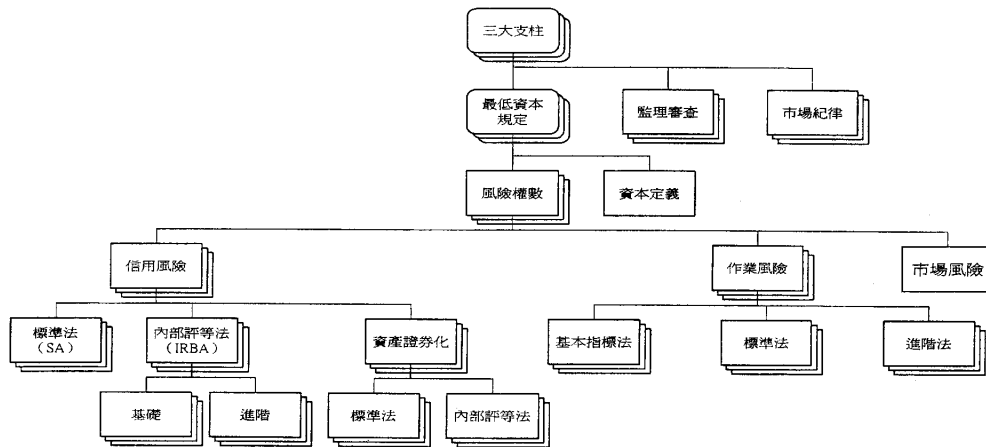 三大支柱
最低資本
規定
監理審查
市場紀律
風險權數
資本定義
信用風險
作業風險
市場風險
標準法
（SA）
內部評等法
（IRBA）
資產證券化
基本指標法
標準法
進階法
基礎
進階
標準法
內部評等法